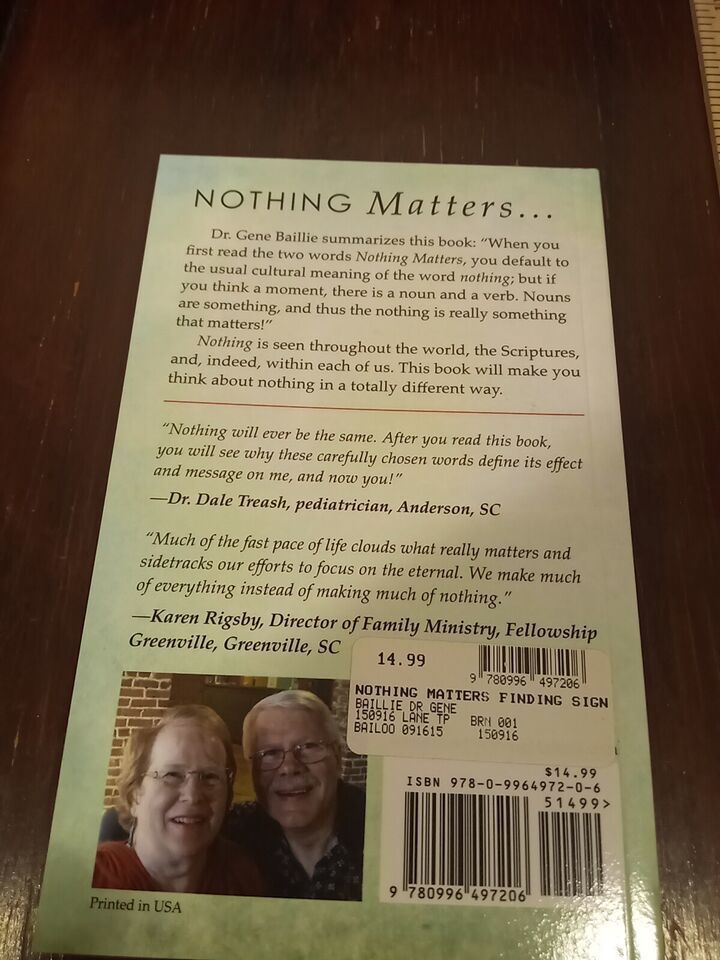 NOTHING Matters...
Dr. Gene Baillie summarizes this book: “When you
first read the two words Nothing Matters, you default to
the usual cultural meaning of the word nothing; but if
you think a moment, there is a noun and a verb. Nouns
are something, and thus the nothing is really something
that matters!”
Nothing is seen throughout the world, the Scriptures,
and, indeed, within each of us. This book will make you
think about nothing in a totally different way.
“Nothing will ever be the same. After you read this book,
you will see why these carefully chosen words define its effect
and message on me, and now you!”
—Dr. Dale Treash, pediatrician, Anderson, SC
“Much of the fast pace of life clouds what really matters and
sidetracks our efforts to focus on the eternal. We make much
of everything instead of making much of nothing.”
—Karen Rigsby, Director of Family Ministry, Fellowship
Greenville, Greenville, SC
14.99
9 780996 497206
NOTHING MATTERS FINDING SIGN
BAILLIE DR GENE
150916 LANE TP BRN 001
BAILOO 091615 150916
$14.99
ISBN 978-0-9964972-0-6
51499>
9 780996 497206
Printed in USA